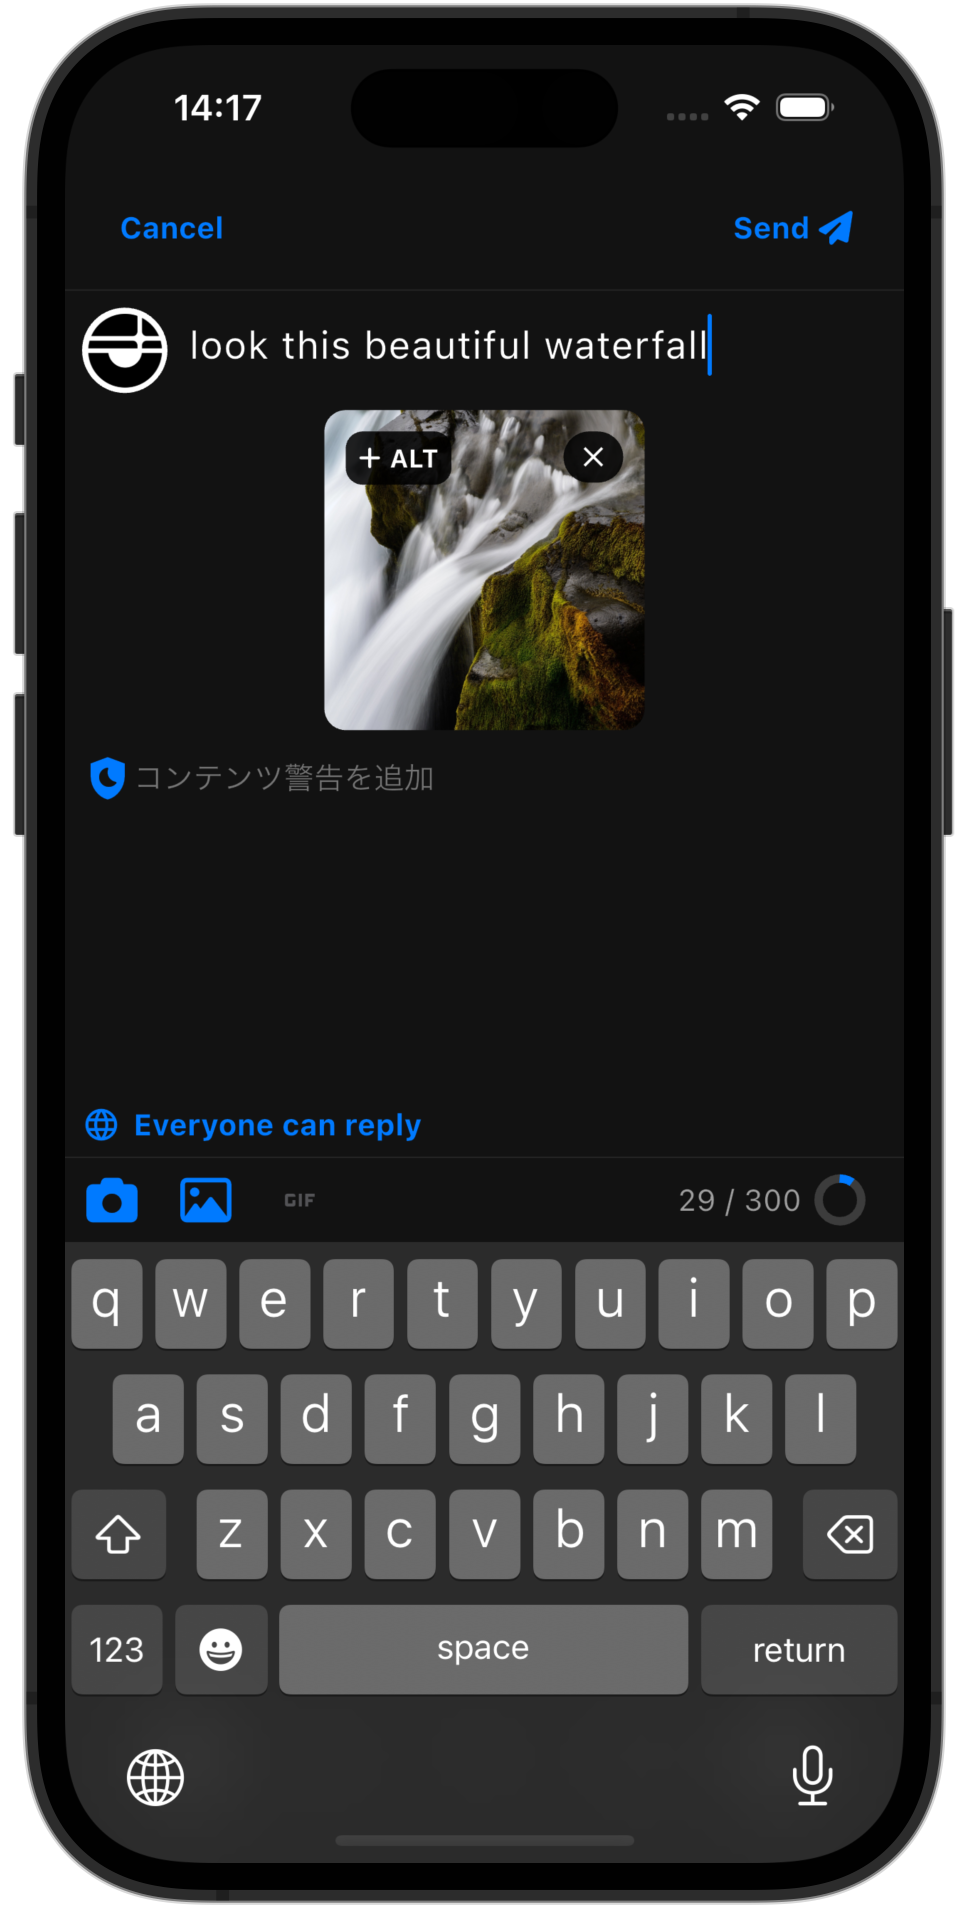 14:17
Cancel
Send
look this beautiful waterfall
+ ALT
コンテンツ警告を追加
Everyone can reply
GIF
29 / 300
q w e r t y u i o p
a s d f g h j k l
z x c v b n m
123 space return